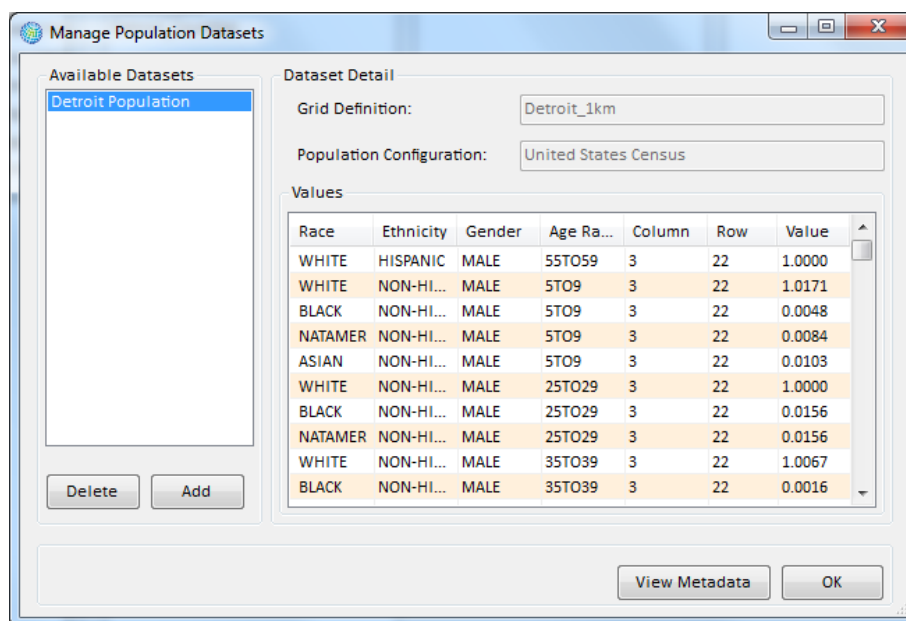 Manage Population Datasets
Available Datasets
Detroit Population
Delete
Add
Dataset Detail
Grid Definition: Detroit_1km
Population Configuration: United States Census
Values
Race Ethnicity Gender Age Ra... Column Row Value
WHITE HISPANIC MALE 55TO59 3 22 1.0000
WHITE NON-HI... MALE 5TO9 3 22 1.0171
BLACK NON-HI... MALE 5TO9 3 22 0.0048
NATAMER NON-HI... MALE 5TO9 3 22 0.0084
ASIAN NON-HI... MALE 5TO9 3 22 0.0103
WHITE NON-HI... MALE 25TO29 3 22 1.0000
BLACK NON-HI... MALE 25TO29 3 22 0.0156
NATAMER NON-HI... MALE 25TO29 3 22 0.0156
WHITE NON-HI... MALE 35TO39 3 22 1.0067
BLACK NON-HI... MALE 35TO39 3 22 0.0016
View Metadata
OK